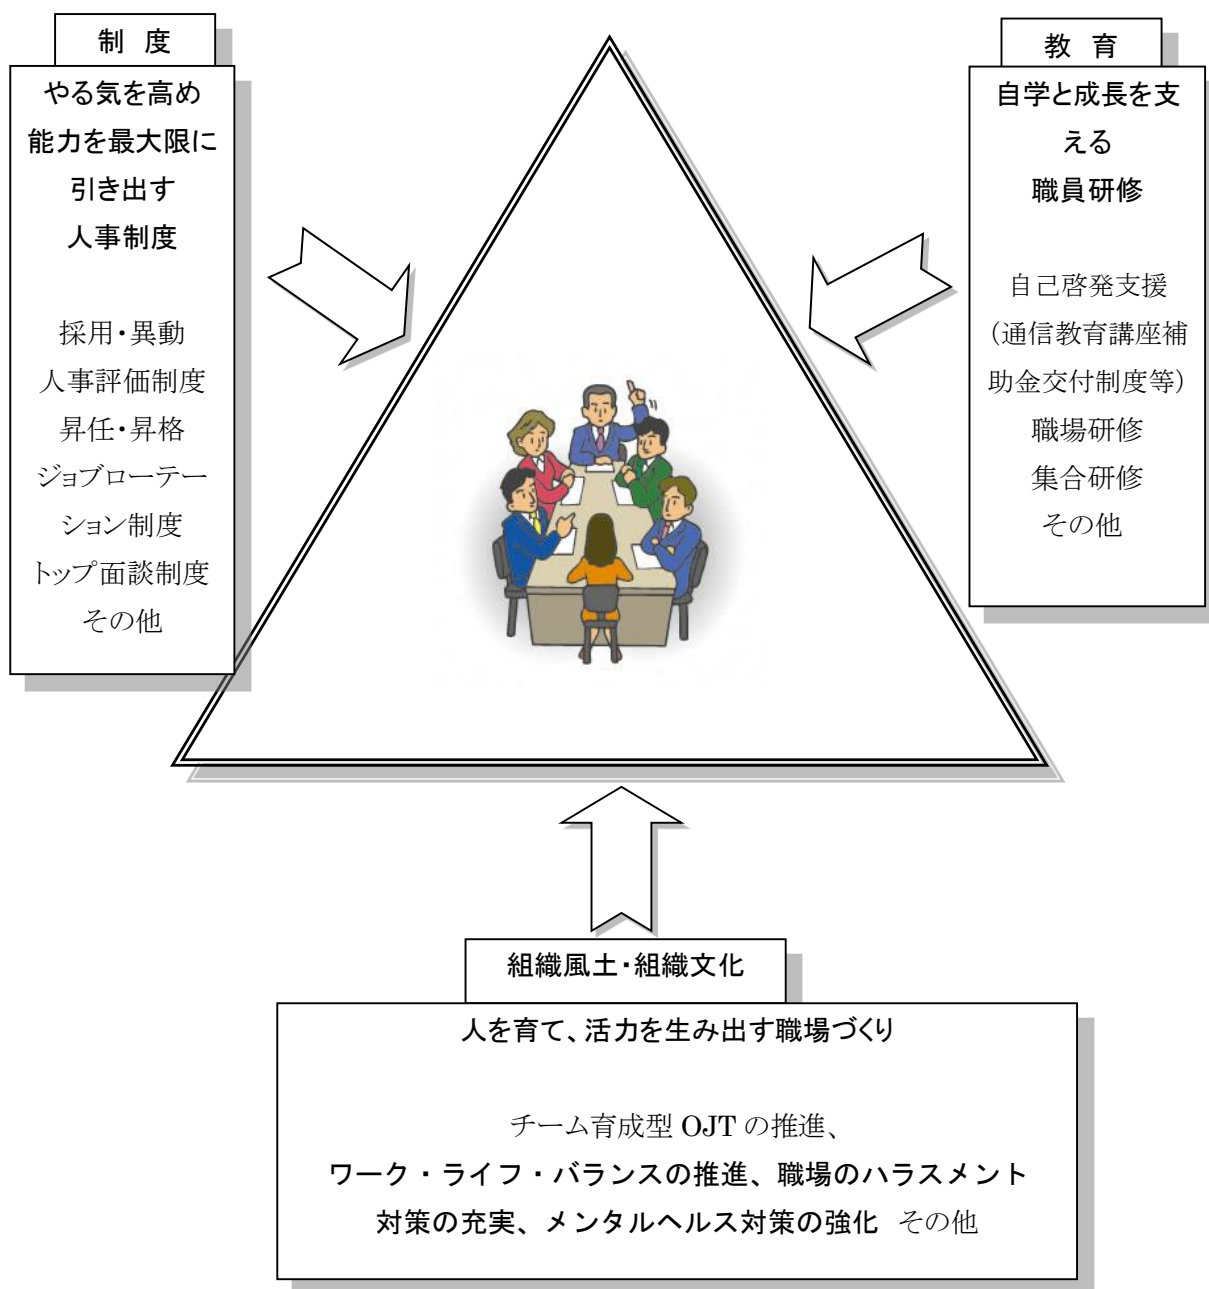 制 度
やる気を高め
能力を最大限に
引き出す
人事制度
採用・異動
人事評価制度
昇任・昇格
ジョブローテー
ション制度
トップ面談制度
その他
教 育
自学と成長を支
える
職員研修
自己啓発支援
（通信教育講座補
助金交付制度等）
職場研修
集合研修
その他
組織風土・組織文化
人を育て、活力を生み出す職場づくり
チーム育成型 OJT の推進、
ワーク・ライフ・バランスの推進、職場のハラスメント
対策の充実、メンタルヘルス対策の強化 その他